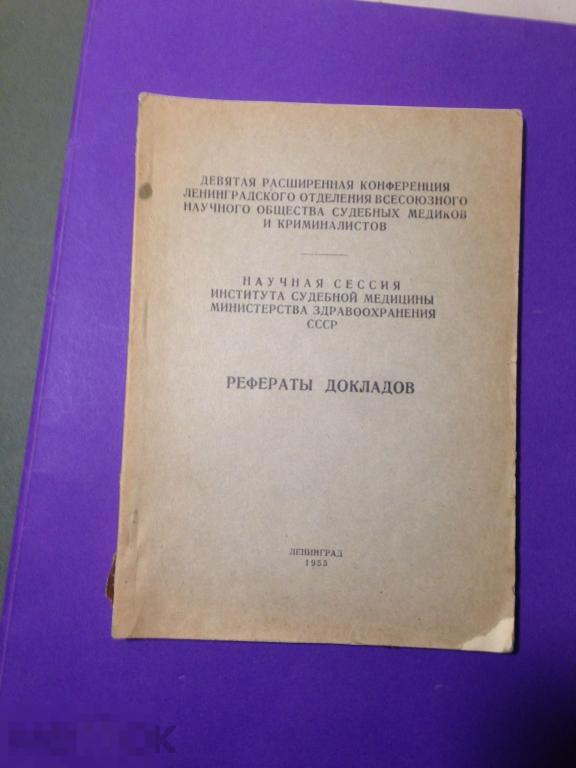 ДЕВЯТАЯ РАСШИРЕННАЯ КОНФЕРЕНЦИЯ
ЛЕНИНГРАДСКОГО ОТДЕЛЕНИЯ ВСЕСОЮЗНОГО
НАУЧНОГО ОБЩЕСТВА СУДЕБНЫХ МЕДИКОВ
И КРИМИНАЛИСТОВ
НАУЧНАЯ СЕССИЯ
ИНСТИТУТА СУДЕБНОЙ МЕДИЦИНЫ
МИНИСТЕРСТВА ЗДРАВООХРАНЕНИЯ
СССР
РЕФЕРАТЫ ДОКЛАДОВ
ЛЕНИНГРАД
1955